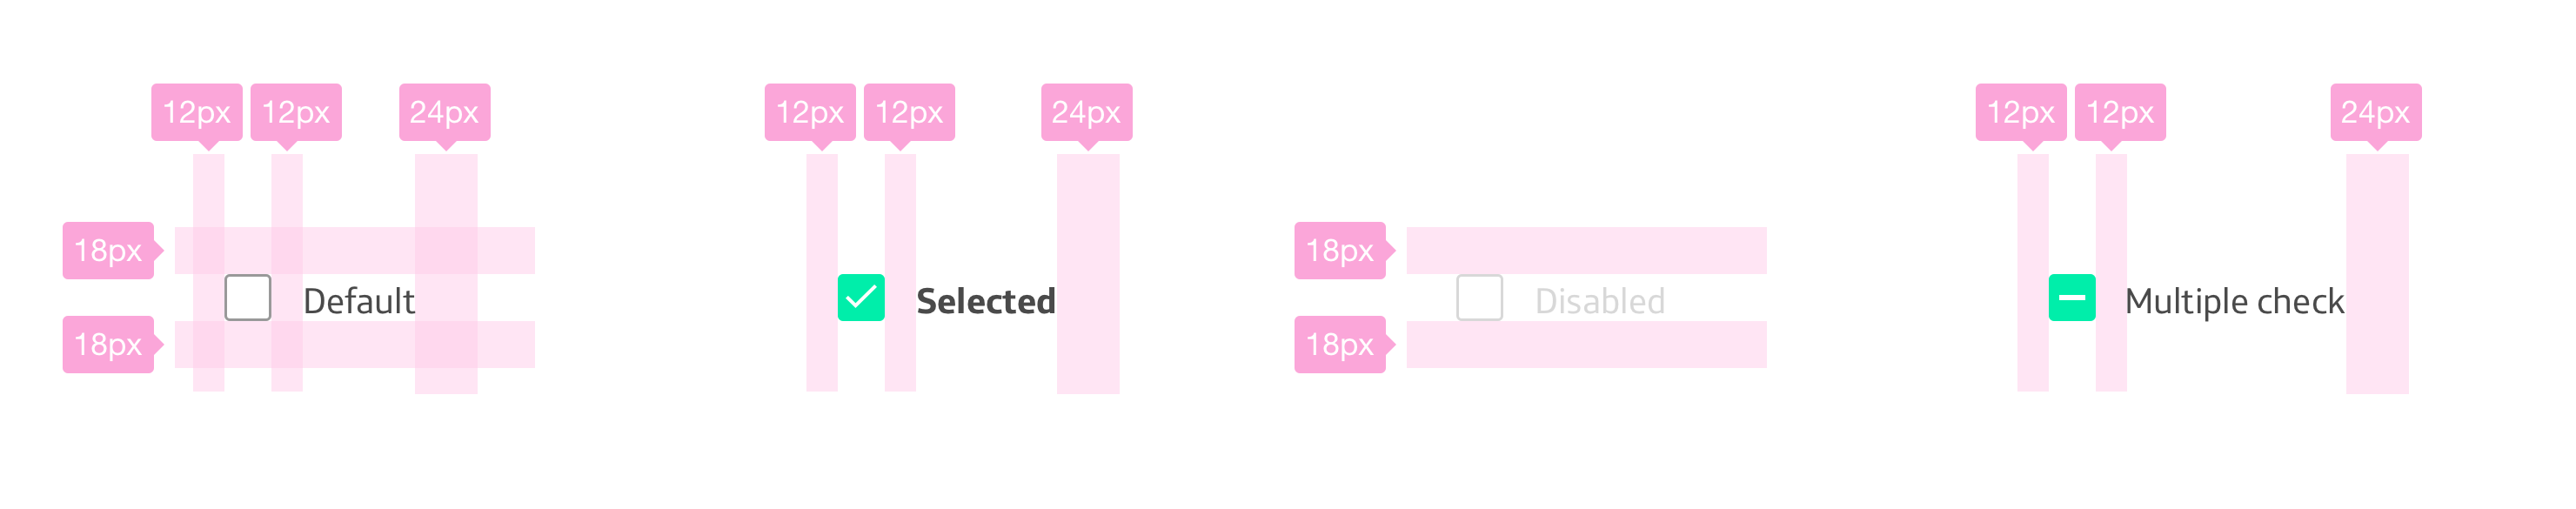 12px 12px 24px
18px
Default
18px
12px 12px 24px
Selected
18px
Disabled
18px
12px 12px 24px
Multiple check